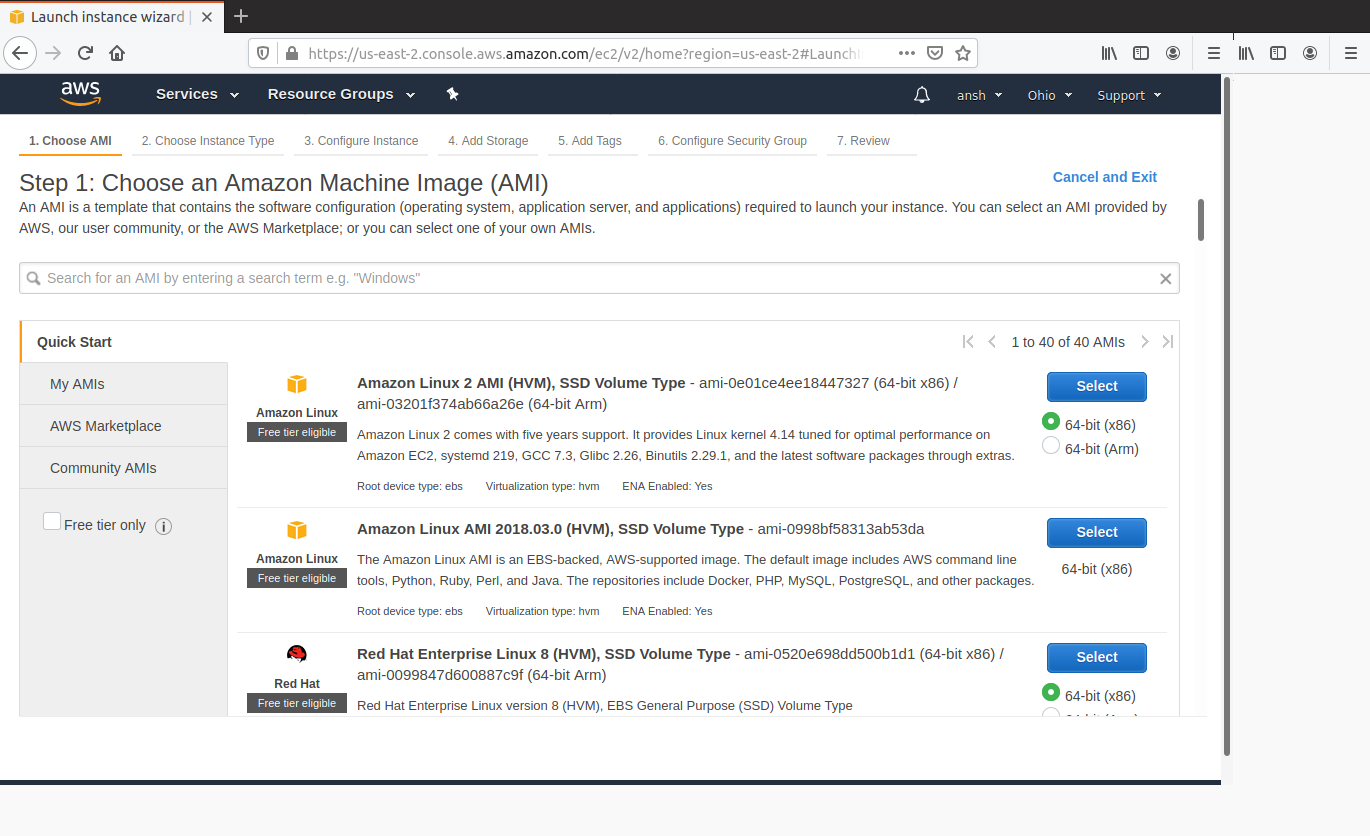 Launch instance wizard
https://us-east-2.console.aws.amazon.com/ec2/v2/home?region=us-east-2#Launch
aws Services Resource Groups ansh Ohio Support
1. Choose AMI 2. Choose Instance Type 3. Configure Instance 4. Add Storage 5. Add Tags 6. Configure Security Group 7. Review
Step 1: Choose an Amazon Machine Image (AMI)
Cancel and Exit
An AMI is a template that contains the software configuration (operating system, application server, and applications) required to launch your instance. You can select an AMI provided by
AWS, our user community, or the AWS Marketplace; or you can select one of your own AMIs.
Search for an AMI by entering a search term e.g. "Windows"
Quick Start
1 to 40 of 40 AMIs
My AMIs
AWS Marketplace
Community AMIs
Free tier only
Amazon Linux
Free tier eligible
Amazon Linux 2 AMI (HVM), SSD Volume Type - ami-0e01ce4ee18447327 (64-bit x86) /
ami-03201f374ab66a26e (64-bit Arm)
Amazon Linux 2 comes with five years support. It provides Linux kernel 4.14 tuned for optimal performance on
Amazon EC2, systemd 219, GCC 7.3, Glibc 2.26, Binutils 2.29.1, and the latest software packages through extras.
Root device type: ebs Virtualization type: hvm ENA Enabled: Yes
Select
64-bit (x86)
64-bit (Arm)
Amazon Linux
Free tier eligible
Amazon Linux AMI 2018.03.0 (HVM), SSD Volume Type - ami-0998bf58313ab53da
The Amazon Linux AMI is an EBS-backed, AWS-supported image. The default image includes AWS command line
tools, Python, Ruby, Perl, and Java. The repositories include Docker, PHP, MySQL, PostgreSQL, and other packages.
Root device type: ebs Virtualization type: hvm ENA Enabled: Yes
Select
64-bit (x86)
Red Hat
Free tier eligible
Red Hat Enterprise Linux 8 (HVM), SSD Volume Type - ami-0520e698dd500b1d1 (64-bit x86) /
ami-0099847d600887c9f (64-bit Arm)
Red Hat Enterprise Linux version 8 (HVM), EBS General Purpose (SSD) Volume Type
Select
64-bit (x86)